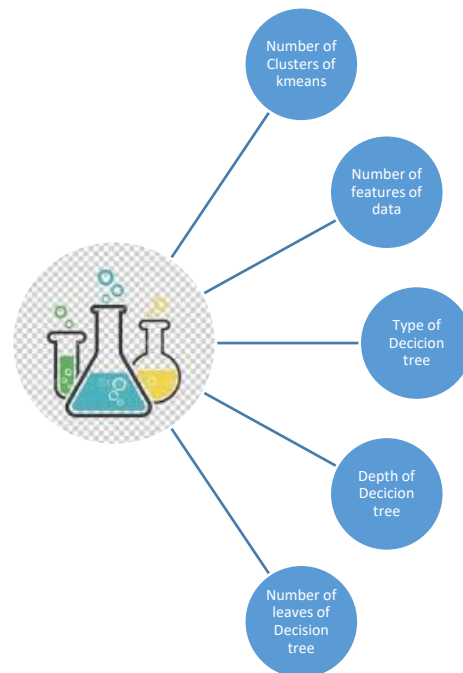 Number of
Clusters of
kmeans
Number of
features of
data
Type of
Decicion
tree
Depth of
Decicion
tree
Number of
leaves of
Decision
tree